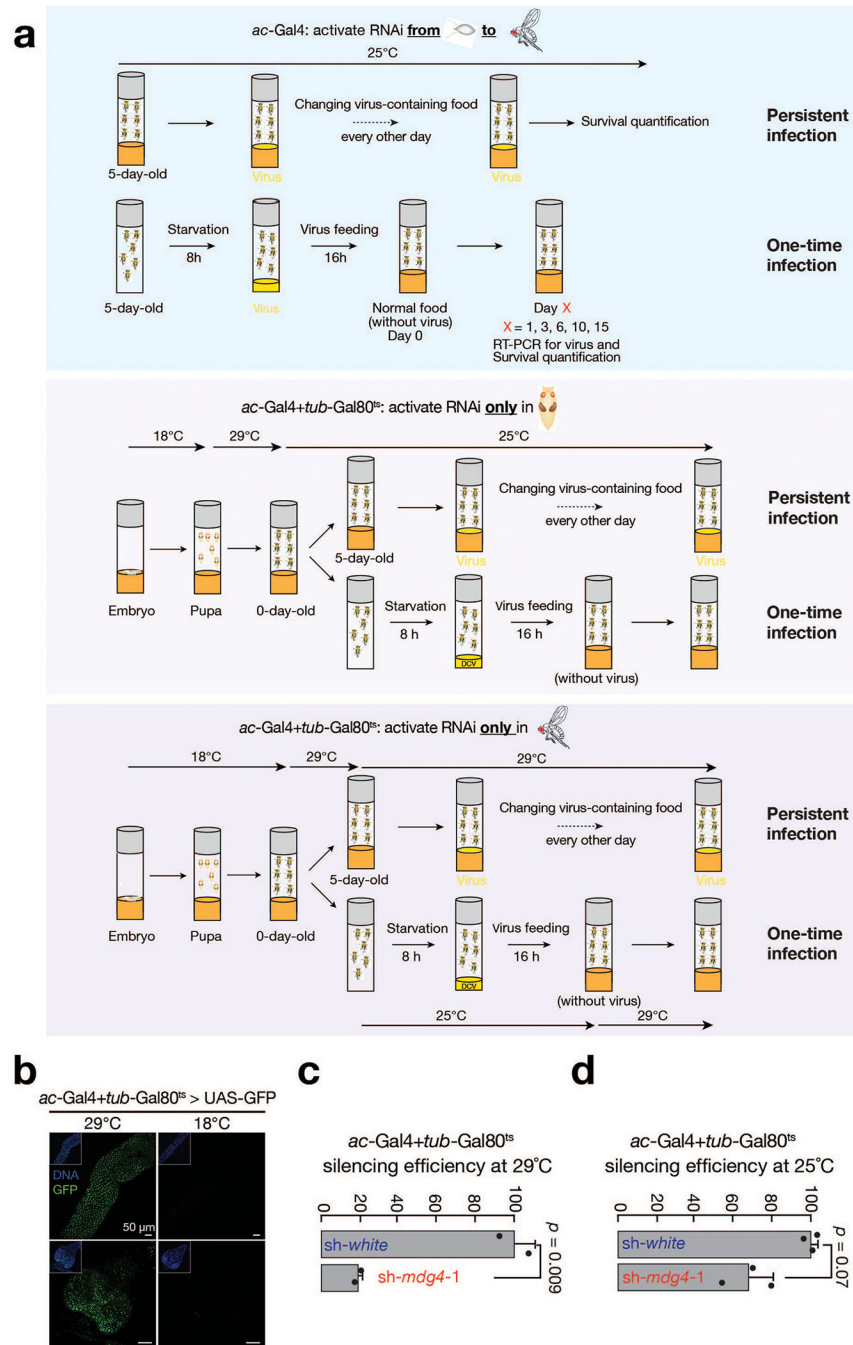 a
ac-Gal4: activate RNAi from to
25°C
Changing virus-containing food
every other day
Survival quantification
Persistent
infection
5-day-old
Virus
Virus
Starvation
8h
Virus feeding
16h
One-time
infection
5-day-old
Virus
Normal food
(without virus)
Day 0
Day X
X = 1, 3, 6, 10, 15
RT-PCR for virus and
Survival quantification
ac-Gal4+tub-Gal80ts: activate RNAi only in
18°C
29°C
25°C
Changing virus-containing food
every other day
Persistent
infection
5-day-old
Virus
Virus
Embryo
Pupa
0-day-old
Starvation
8 h
Virus feeding
16 h
One-time
infection
DCV
(without virus)
ac-Gal4+tub-Gal80ts: activate RNAi only in
18°C
29°C
29°C
Changing virus-containing food
every other day
Persistent
infection
5-day-old
Virus
Virus
Embryo
Pupa
0-day-old
Starvation
8 h
Virus feeding
16 h
One-time
infection
DCV
(without virus)
25°C
29°C
b
ac-Gal4+tub-Gal80ts > UAS-GFP
29°C
18°C
DNA
GFP
50 µm
c
ac-Gal4+tub-Gal80ts
silencing efficiency at 29°C
0
20
40
60
80
100
sh-white
sh-mdg4-1
p = 0.009
d
ac-Gal4+tub-Gal80ts
silencing efficiency at 25°C
0
20
40
60
80
100
sh-white
sh-mdg4-1
p = 0.07